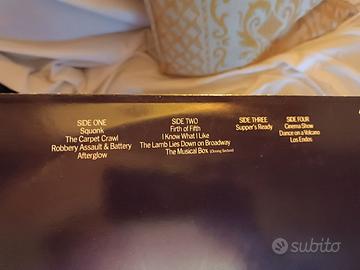 SIDE ONE
Squonk
The Carpet Crawl
Robbery Assault & Battery
Afterglow
SIDE TWO
Firth of Fifth
I Know What I Like
The Lamb Lies Down on Broadway
The Musical Box (Closing Section)
SIDE THREE
Supper's Ready
SIDE FOUR
Cinema Show
Dance on a Volcano
Los Endos
subito